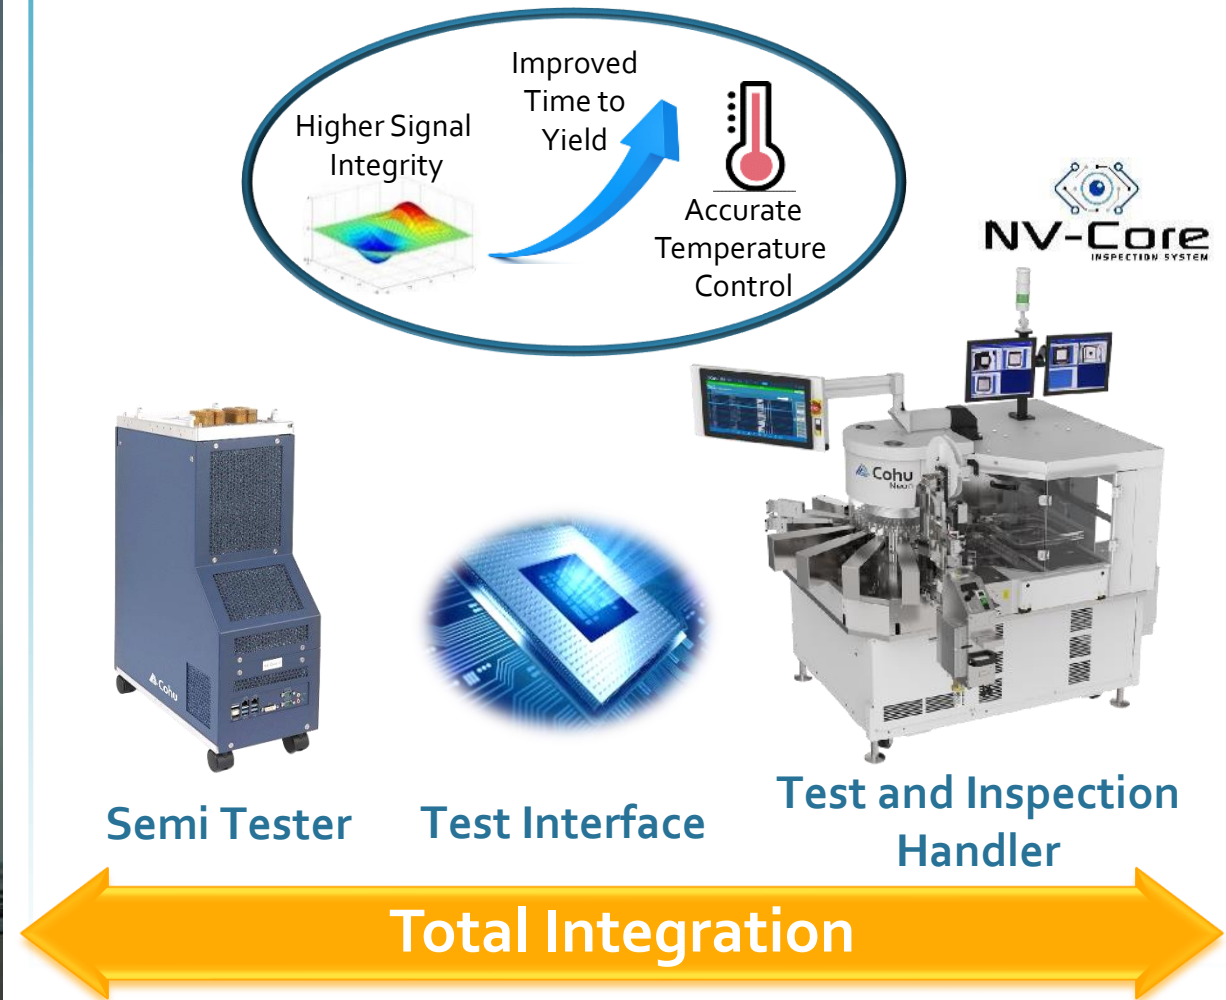 Improved
Time to
Yield
Higher Signal
Integrity
Accurate
Temperature
Control
NV-Core
INSPECTION SYSTEM
Cohu
Neon
Cohu
Semi Tester
Test Interface
Test and Inspection
Handler
Total Integration